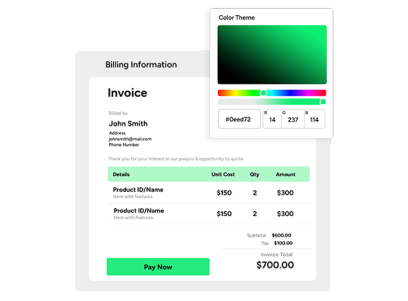 Color Theme
Billing Information
Invoice
R G B
#0eed72 14 237 114
Billed to
John Smith
Address
johnsmith@mail.com
Phone Number
Thank you for your interest in our & opportunity to quote
Details Unit Cost Qty Amount
Product ID/Name $150 2 $300
Item with features
Product ID/Name $150 2 $300
Item with features
Subtotal $600.00
Tax $100.00
Invoice Total
$700.00
Pay Now